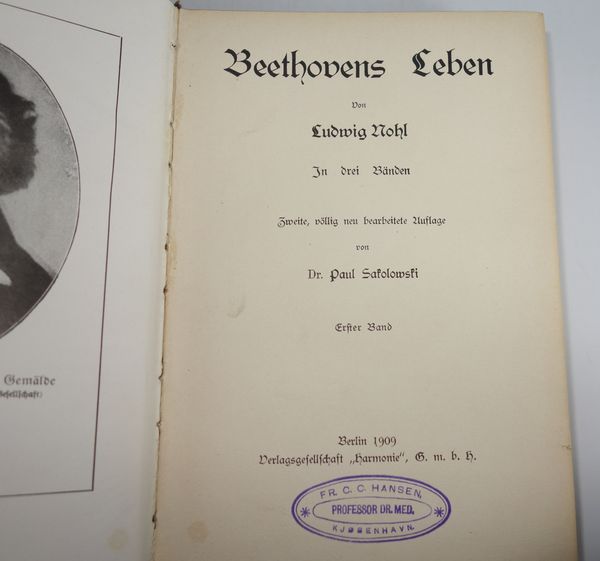 Gemälde
Gesellschaft)
Beethovens Leben
Von
Ludwig Nohl
In drei Bänden
Zweite, völlig neu bearbeitete Auflage
von
Dr. Paul Sakolowski
Erster Band
Berlin 1909
Verlagsgesellschaft „Harmonie“, G. m. b. H.
FR. C. C. HANSEN,
PROFESSOR DR. MED.
KJØBENHAVN.